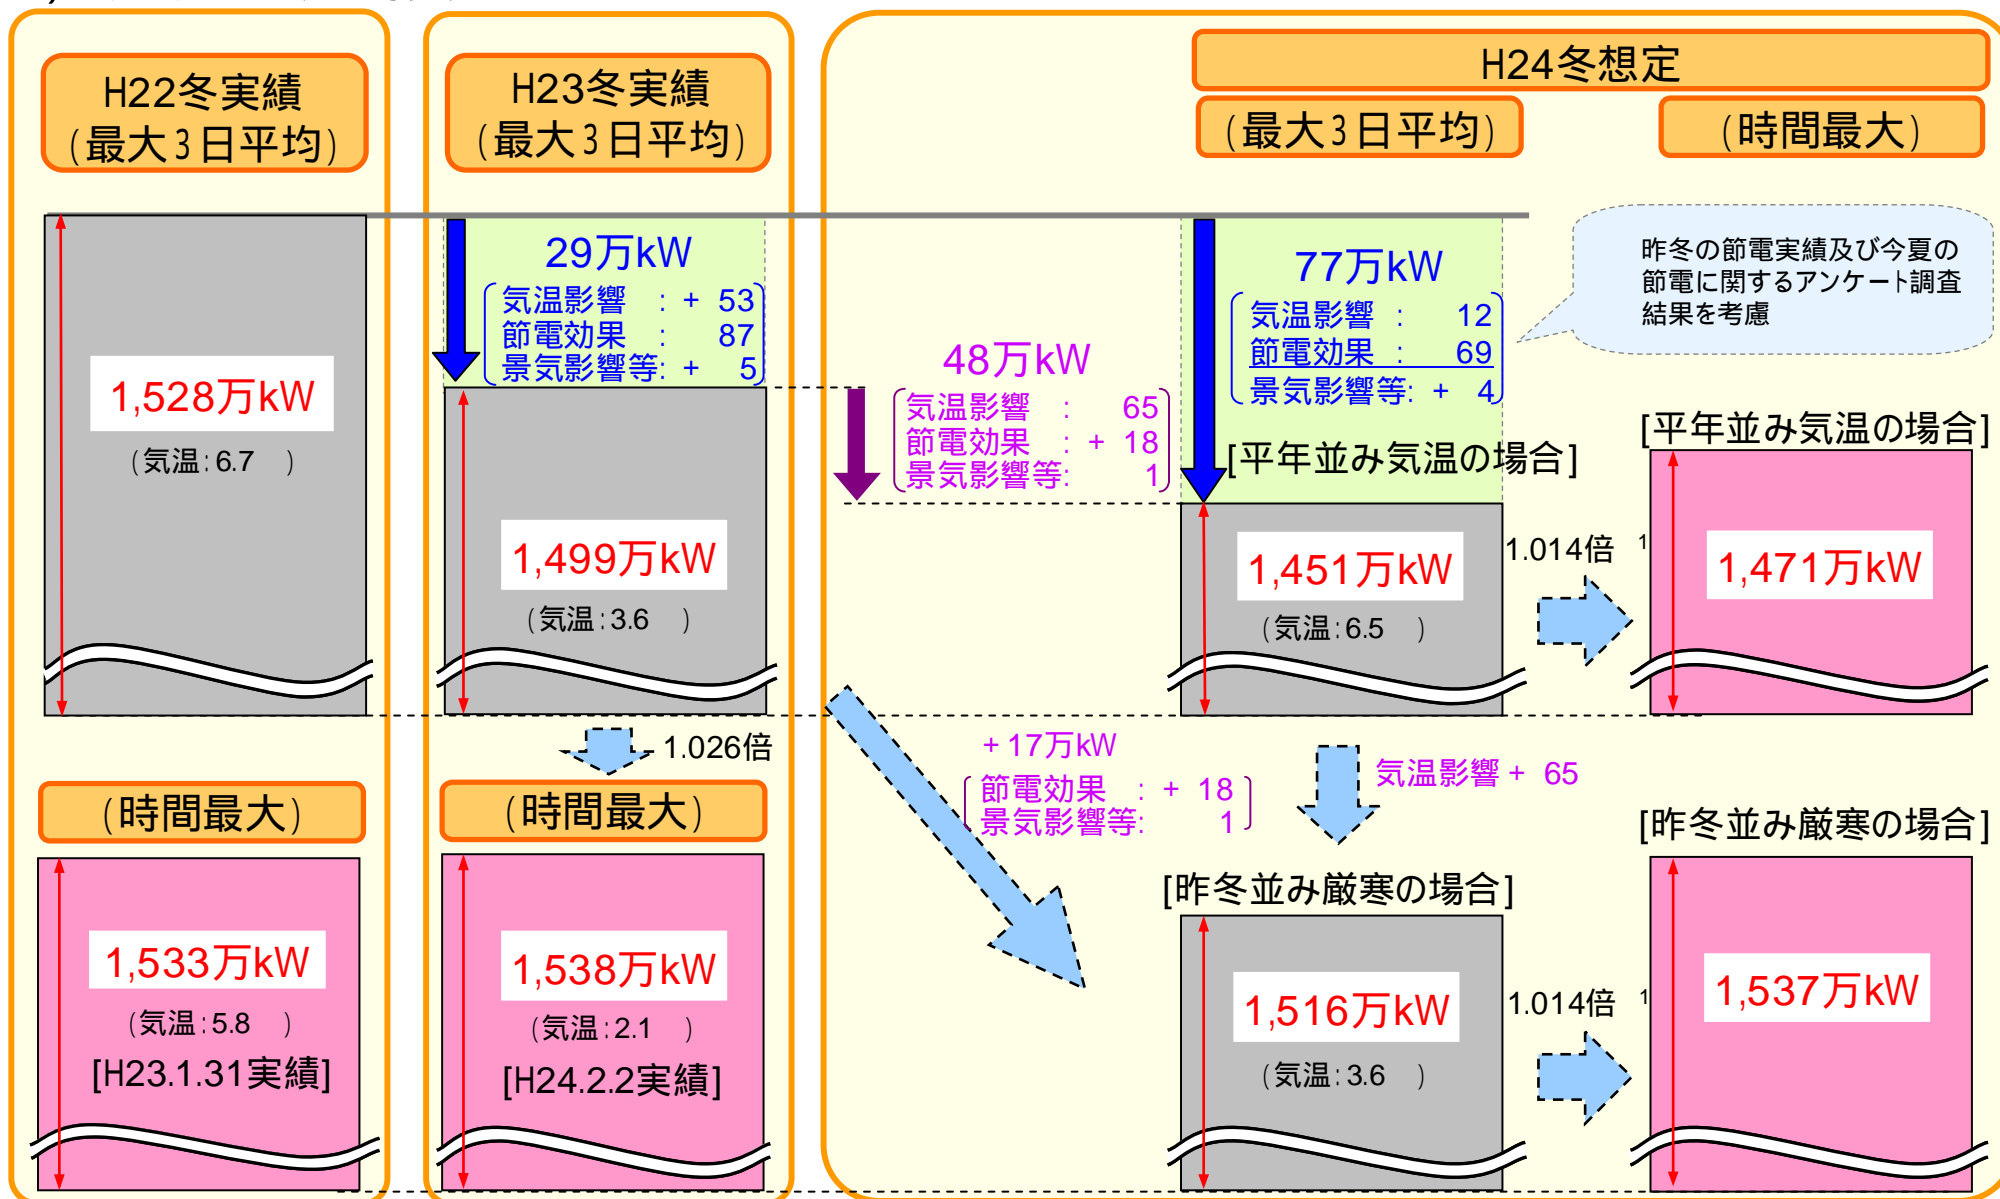 H22冬実績
(最大3日平均)
1,528万kW
(気温:6.7　)
(時間最大)
1,533万kW
(気温:5.8　)
[H23.1.31実績]
H23冬実績
(最大3日平均)
29万kW
気温影響　: + 53
節電効果　:　87
景気影響等: +　5
1,499万kW
(気温:3.6　)
1.026倍
(時間最大)
1,538万kW
(気温:2.1　)
[H24.2.2実績]
H24冬想定
(最大3日平均)
(時間最大)
昨冬の節電実績及び今夏の
節電に関するアンケート調査
結果を考慮
77万kW
気温影響　:　12
節電効果　:　69
景気影響等: +　4
48万kW
気温影響　:　65
節電効果　: + 18
景気影響等:　1
[平年並み気温の場合]
1,451万kW
(気温:6.5　)
1.014倍　1
[平年並み気温の場合]
1,471万kW
+17万kW
節電効果　: + 18
景気影響等:　1
気温影響 + 65
[昨冬並み厳寒の場合]
1,516万kW
(気温:3.6　)
1.014倍　1
[昨冬並み厳寒の場合]
1,537万kW